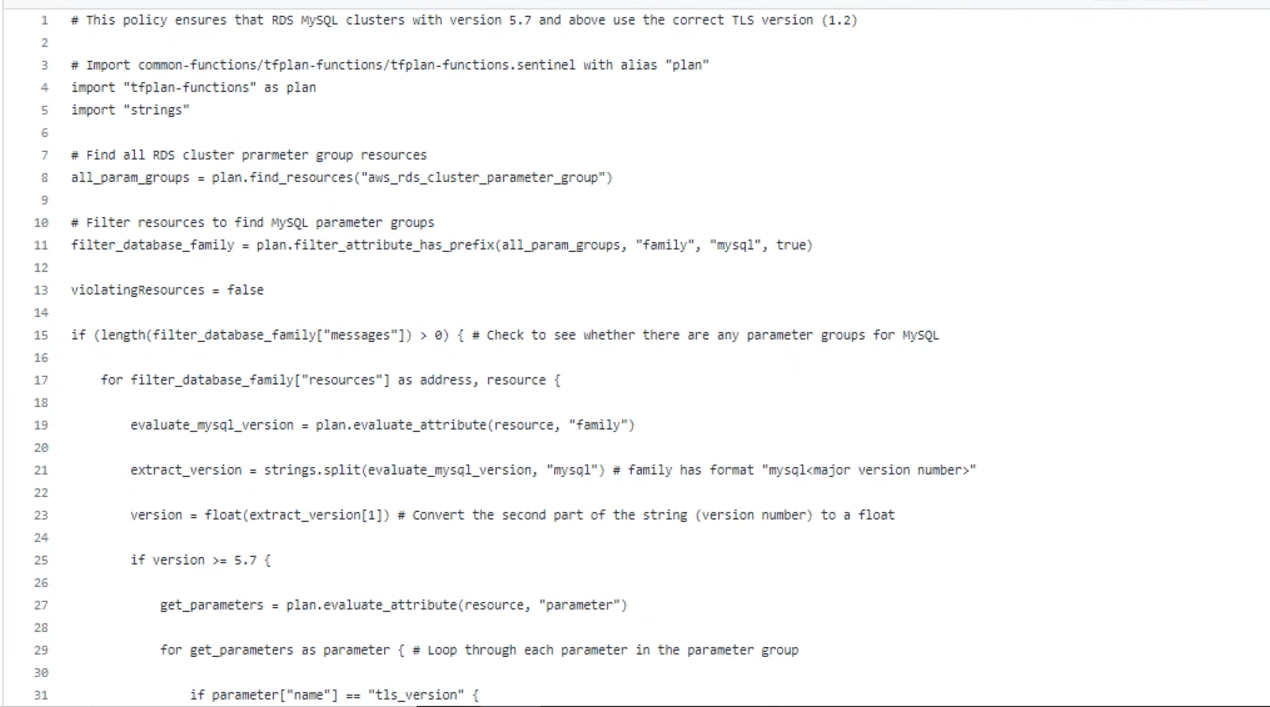 1 # This policy ensures that RDS MySQL clusters with version 5.7 and above use the correct TLS version (1.2)
2
3 # Import common-functions/tfplan-functions/tfplan-functions.sentinel with alias "plan"
4 import "tfplan-functions" as plan
5 import "strings"
6
7 # Find all RDS cluster prarmeter group resources
8 all_param_groups = plan.find_resources("aws_rds_cluster_parameter_group")
9
10 # Filter resources to find MySQL parameter groups
11 filter_database_family = plan.filter_attribute_has_prefix(all_param_groups, "family", "mysql", true)
12
13 violatingResources = false
14
15 if (length(filter_database_family["messages"]) > 0) { # Check to see whether there are any parameter groups for MySQL
16
17     for filter_database_family["resources"] as address, resource {
18
19         evaluate_mysql_version = plan.evaluate_attribute(resource, "family")
20
21         extract_version = strings.split(evaluate_mysql_version, "mysql") # family has format "mysql<major version number>"
22
23         version = float(extract_version[1]) # Convert the second part of the string (version number) to a float
24
25         if version >= 5.7 {
26
27             get_parameters = plan.evaluate_attribute(resource, "parameter")
28
29             for get_parameters as parameter { # Loop through each parameter in the parameter group
30
31                 if parameter["name"] == "tls_version" {